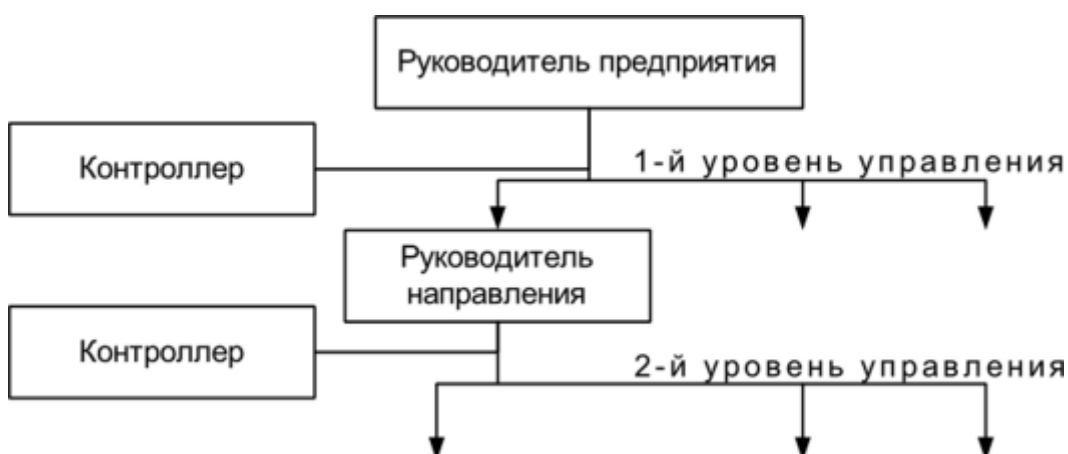 Руководитель предприятия
Контроллер
1-й уровень управления
Руководитель
направления
Контроллер
2-й уровень управления